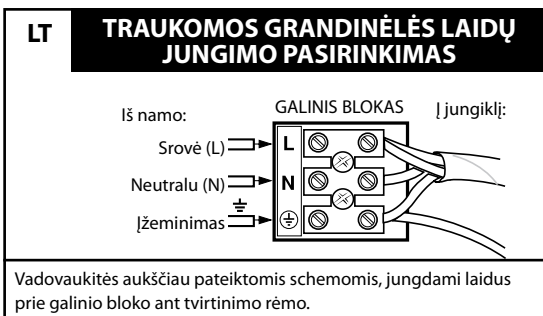 LT
TRAUKOMOS GRANDINĖLĖS LAIDŲ
JUNGIMO PASIRINKIMAS
Iš namo:
GALINIS BLOKAS
Į jungiklį:
Srovė (L)
L
Neutralu (N)
N
Įžeminimas
Vadovaukitės aukščiau pateiktomis schemomis, jungdami laidus
prie galinio bloko ant tvirtinimo rėmo.